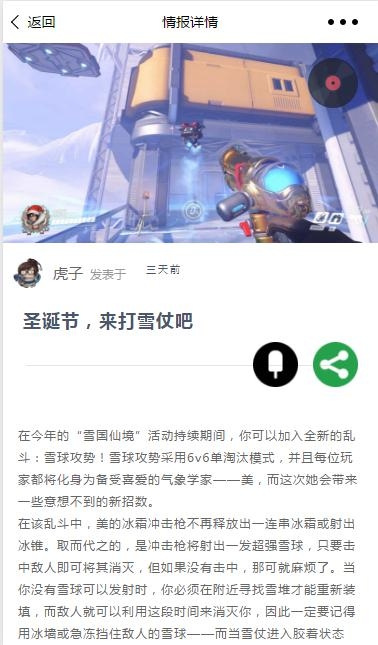 返回
情报详情
虎子 发表于 三天前
圣诞节，来打雪仗吧
在今年的“雪国仙境”活动持续期间，你可以加入全新的乱
斗：雪球攻势！雪球攻势采用6v6单淘汰模式，并且每位玩
家都将化身为备受喜爱的气象学家——美，而这次她会带来
一些意想不到的新招数。
在该乱斗中，美的冰霜冲击枪不再释放出一连串冰霜或射出
冰锥。取而代之的，是冲击枪将射出一发超强雪球，只要击
中敌人即可将其消灭，但如果没有击中，那可就麻烦了。当
你没有雪球可以发射时，你必须在附近寻找雪堆才能重新装
填，而敌人就可以利用这段时间来消灭你，因此一定要记得
用冰墙或急冻挡住敌人的雪球——而当雪仗进入胶着状态